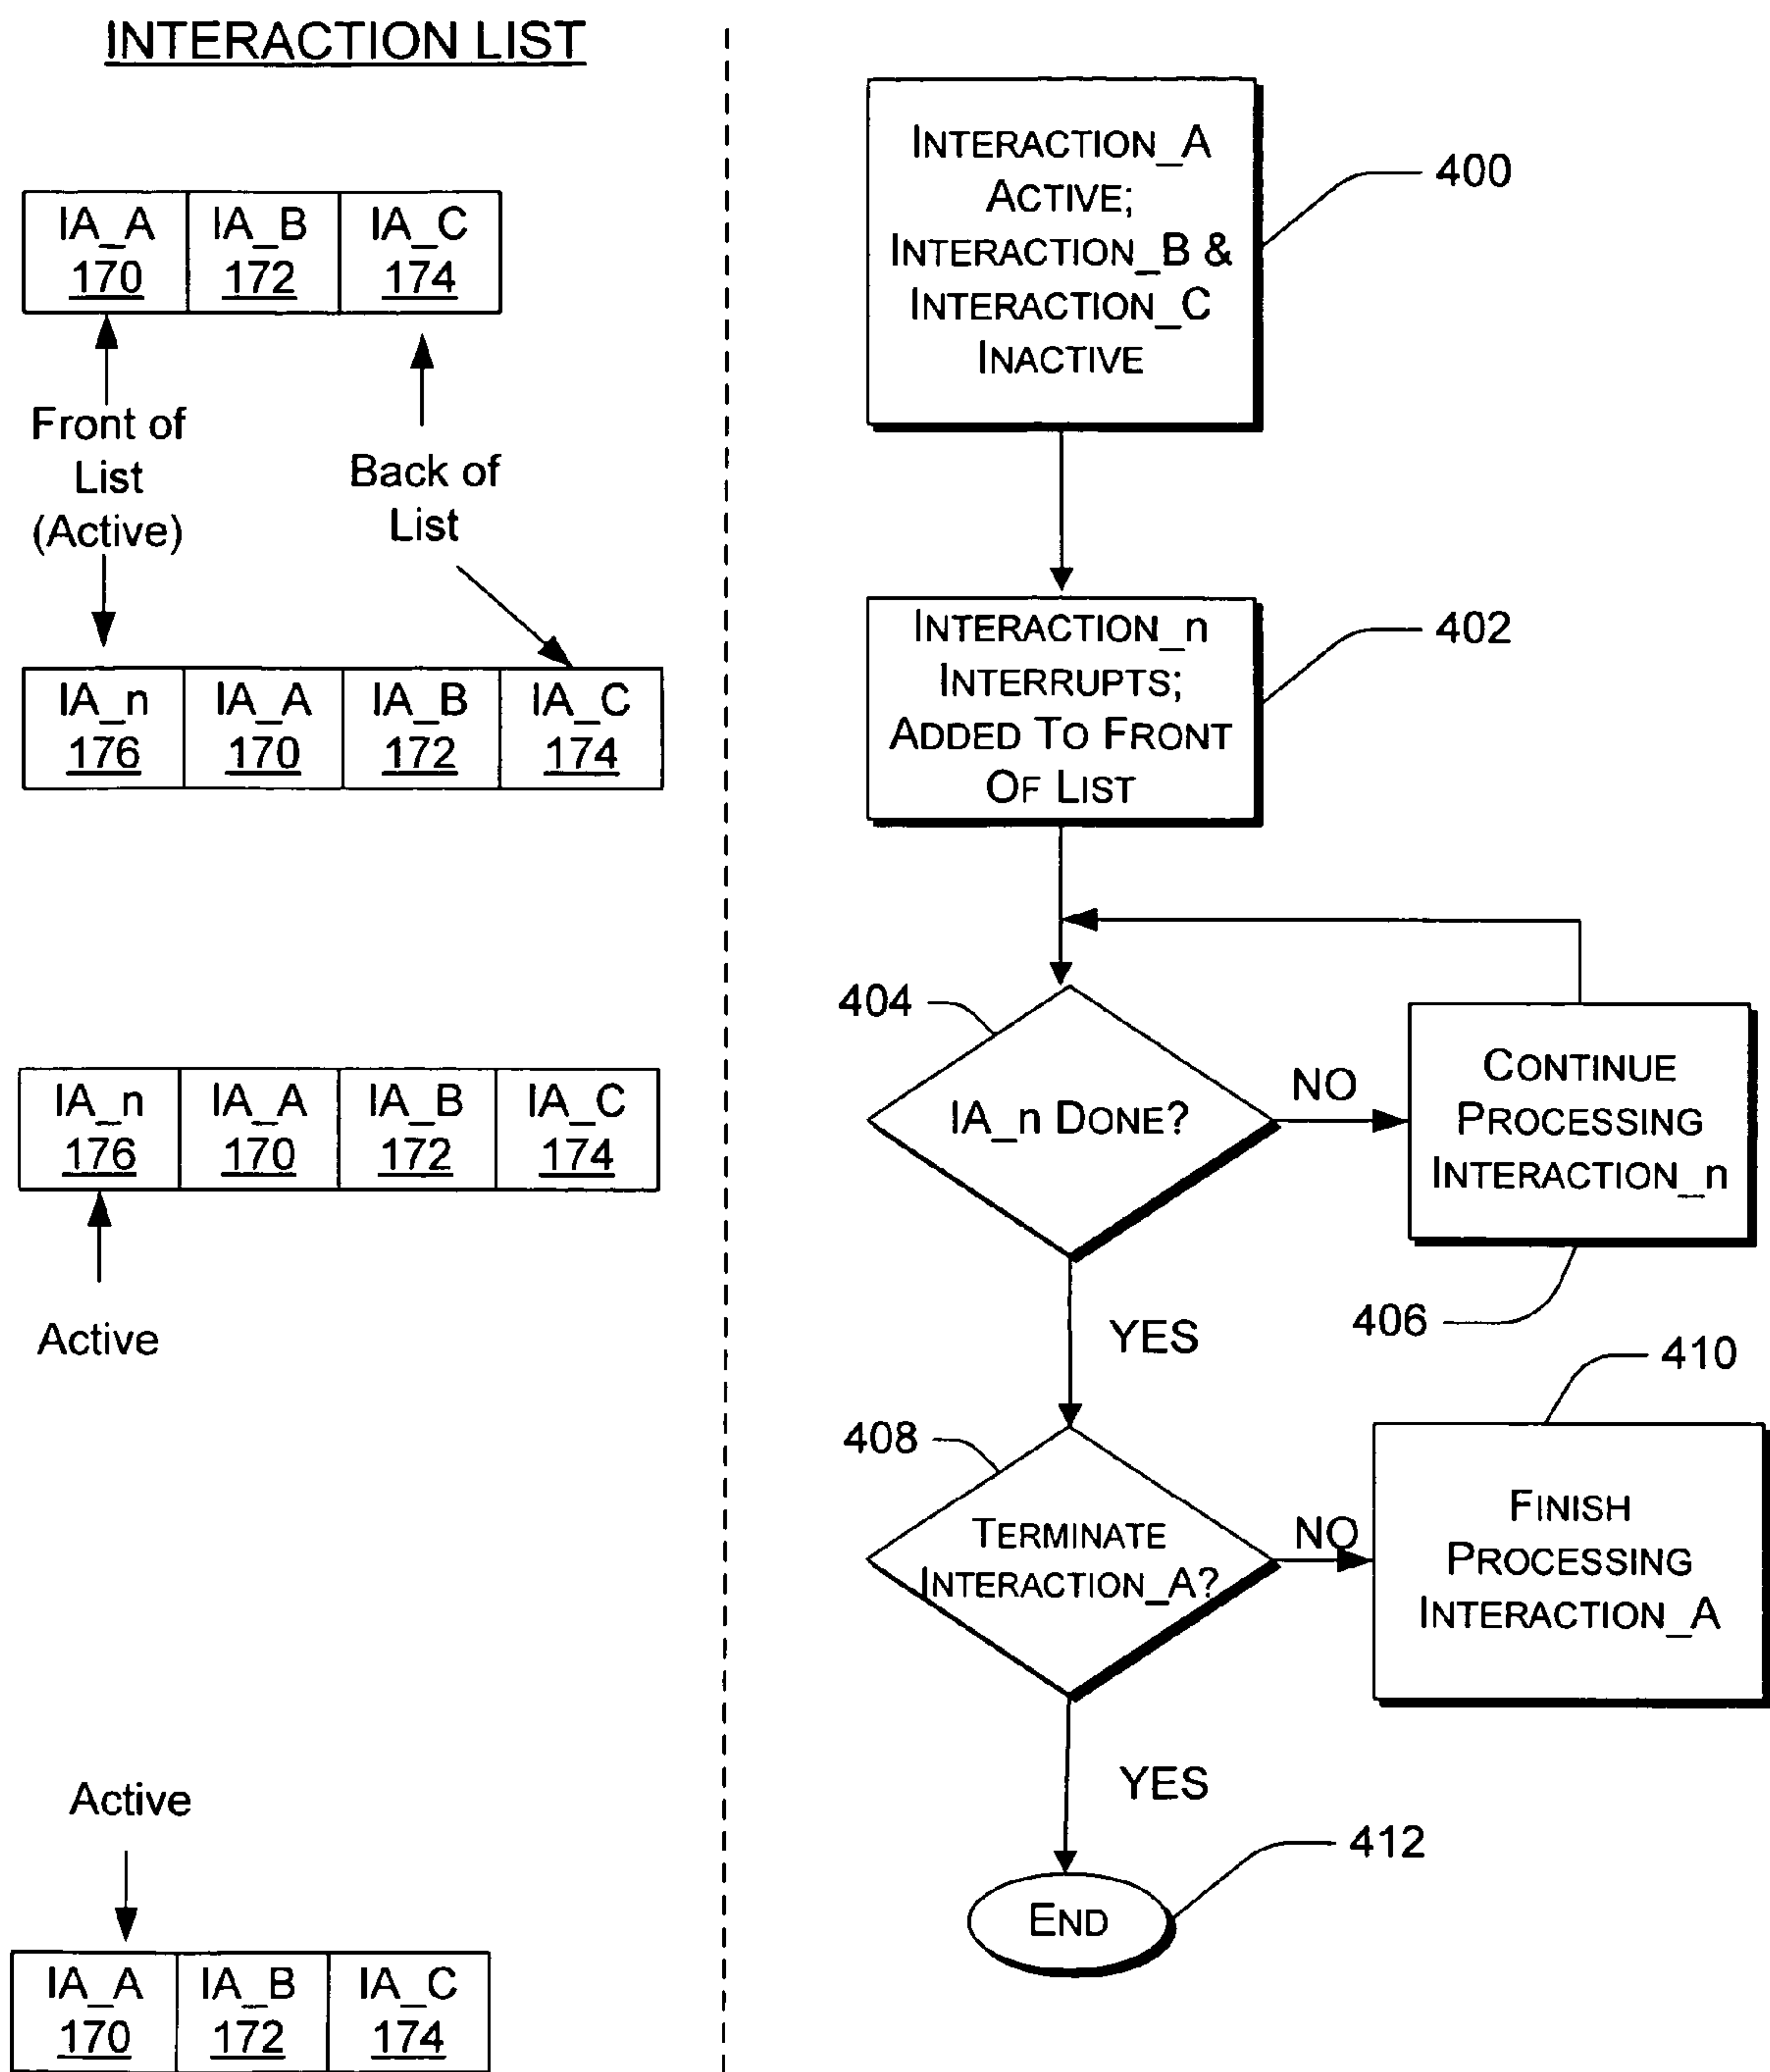 INTERACTION LIST
IA_A IA_B IA_C
170 172 174
Front of
List
(Active)
Back of
List
IA_n IA_A IA_B IA_C
176 170 172 174
IA_n IA_A IA_B IA_C
176 170 172 174
Active
Active
IA_A IA_B IA_C
170 172 174
INTERACTION_A
ACTIVE;
INTERACTION_B &
INTERACTION_C
INACTIVE
400
INTERACTION_n
INTERRUPTS;
ADDED TO FRONT
OF LIST
402
404
IA_n DONE?
NO
CONTINUE
PROCESSING
INTERACTION_n
406
YES
408
TERMINATE
INTERACTION_A?
NO
410
FINISH
PROCESSING
INTERACTION_A
YES
END
412